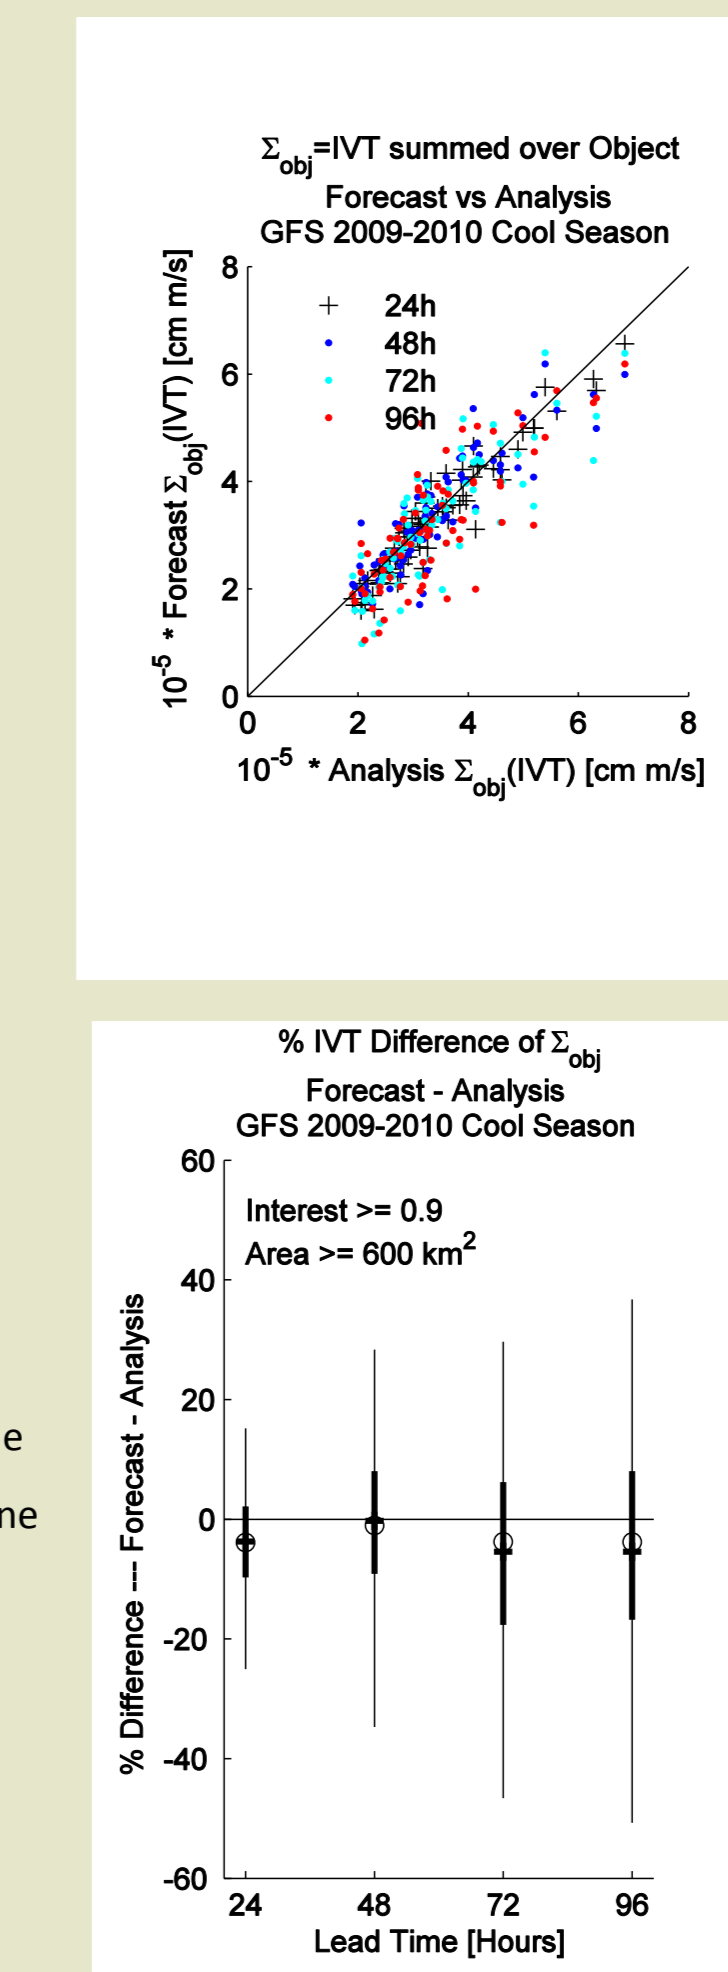 Σobj=IVT summed over Object
Forecast vs Analysis
GFS 2009-2010 Cool Season
10-5 * Forecast Σobj(IVT) [cm m/s]
8
6
4
2
0
24h
48h
72h
96h
0 2 4 6 8
10-5 * Analysis Σobj(IVT) [cm m/s]
% IVT Difference of Σobj
Forecast - Analysis
GFS 2009-2010 Cool Season
% Difference --- Forecast - Analysis
60
Interest >= 0.9
Area >= 600 km2
40
20
0
-20
-40
-60
24 48 72 96
Lead Time [Hours]
e
ne